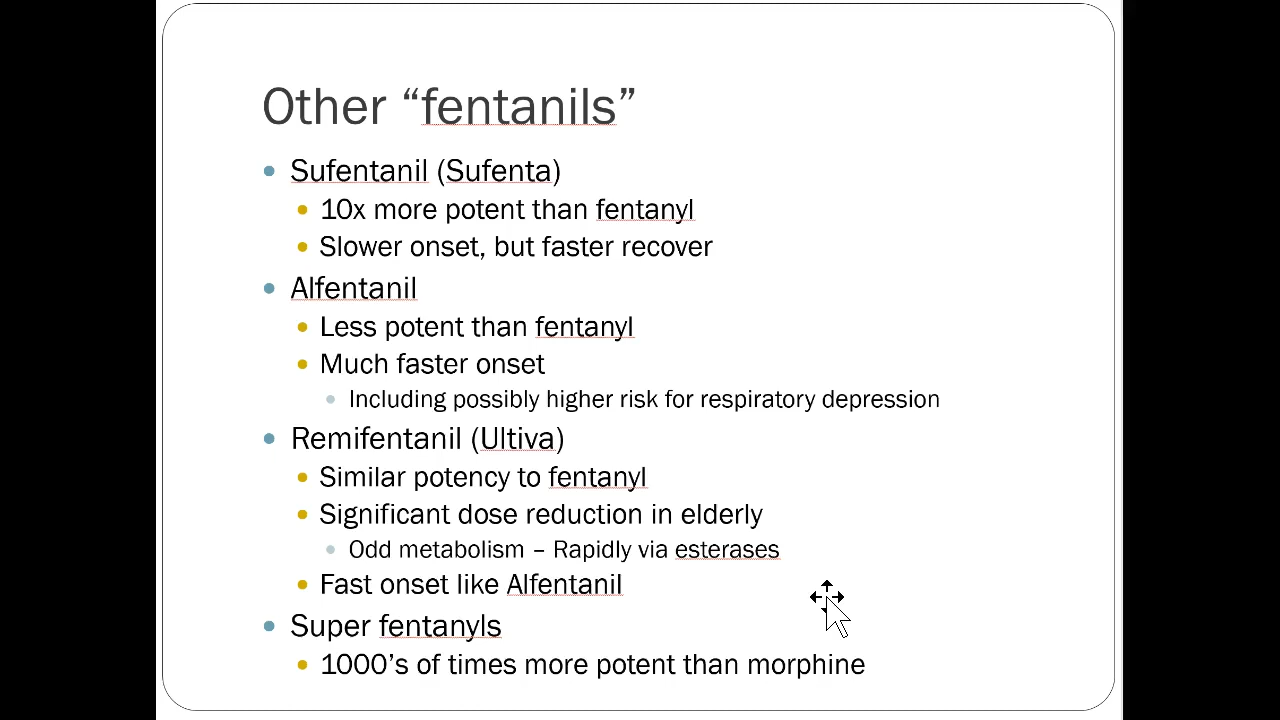 Other “fentanils”
Sufentanil (Sufenta)
10x more potent than fentanyl
Slower onset, but faster recover
Alfentanil
Less potent than fentanyl
Much faster onset
Including possibly higher risk for respiratory depression
Remifentanil (Ultiva)
Similar potency to fentanyl
Significant dose reduction in elderly
Odd metabolism – Rapidly via esterases
Fast onset like Alfentanil
Super fentanyls
1000’s of times more potent than morphine